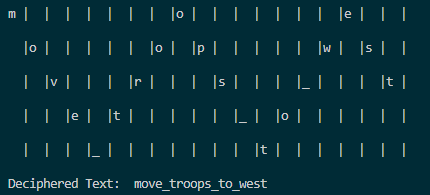 m |  |  |  |  |  |  |  |o |  |  |  |  |  |  |  |e |  |  |
|o |  |  |  |  |  |o |  |p |  |  |  |  |  |w |  |s |  |
|  |v |  |  |  |r |  |  |  |s |  |  |  |_ |  |  |  |t |
|  |  |e |  |t |  |  |  |  |  |_ |  |o |  |  |  |  |  |
|  |  |  |_ |  |  |  |  |  |  |  |t |  |  |  |  |  |  |
Deciphered Text:  move_troops_to_west